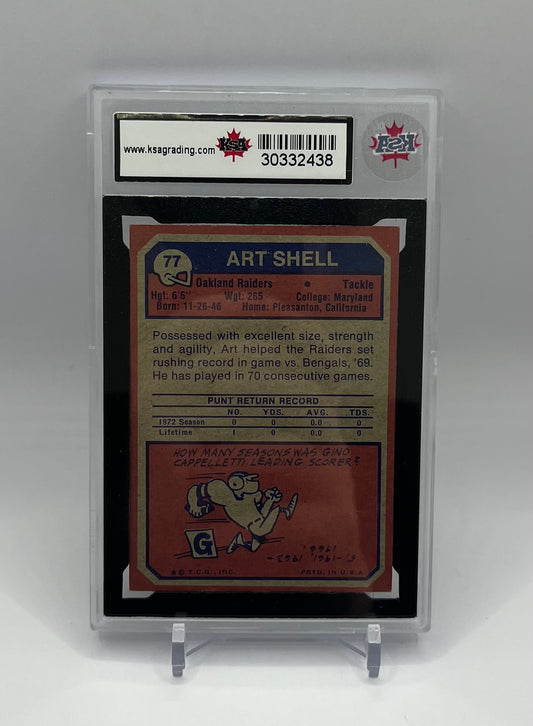 www.ksagrading.com KSA 30332438
KSA
77 ART SHELL
Oakland Raiders • Tackle
Hgt: 6'5" Wgt: 265 College: Maryland
Born: 11-26-46 Home: Pleasanton, California
Possessed with excellent size, strength
and agility, Art helped the Raiders set
rushing record in game vs. Bengals, '69.
He has played in 70 consecutive games.
PUNT RETURN RECORD
NO. YDS. AVG. TDS.
1972 Season 0 0 0.0 0
Lifetime 1 0 0.0 0
HOW MANY SEASONS WAS GINO
CAPPELLETTI LEADING SCORER?
G
5 -1961, 1963-
1966.
★ © T.C.G., INC. PRTD. IN U.S.A.